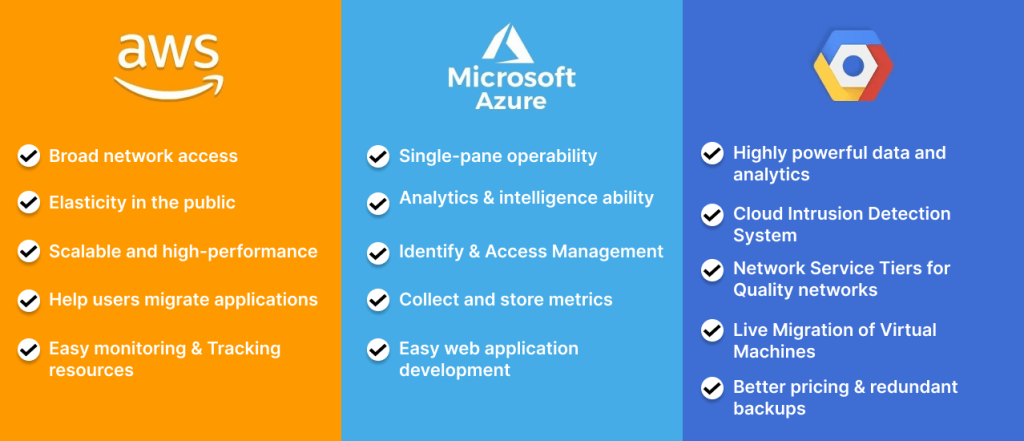 aws
Broad network access
Elasticity in the public
Scalable and high-performance
Help users migrate applications
Easy monitoring & Tracking
resources
Microsoft
Azure
Single-pane operability
Analytics & intelligence ability
Identify & Access Management
Collect and store metrics
Easy web application
development
Highly powerful data and
analytics
Cloud Intrusion Detection
System
Network Service Tiers for
Quality networks
Live Migration of Virtual
Machines
Better pricing & redundant
backups